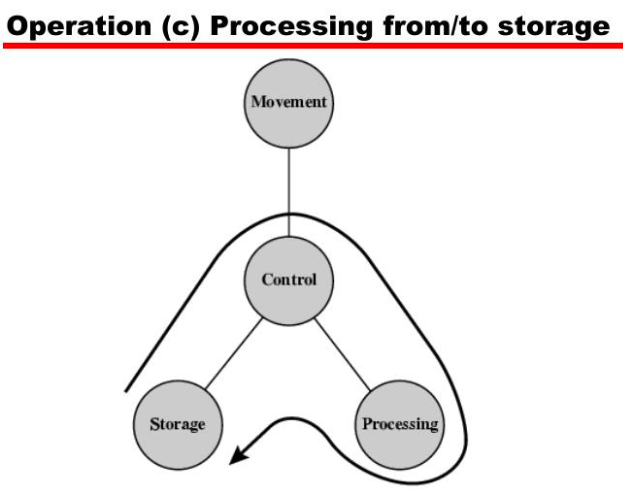 Operation (c) Processing from/to storage
Movement
Control
Storage
Processing